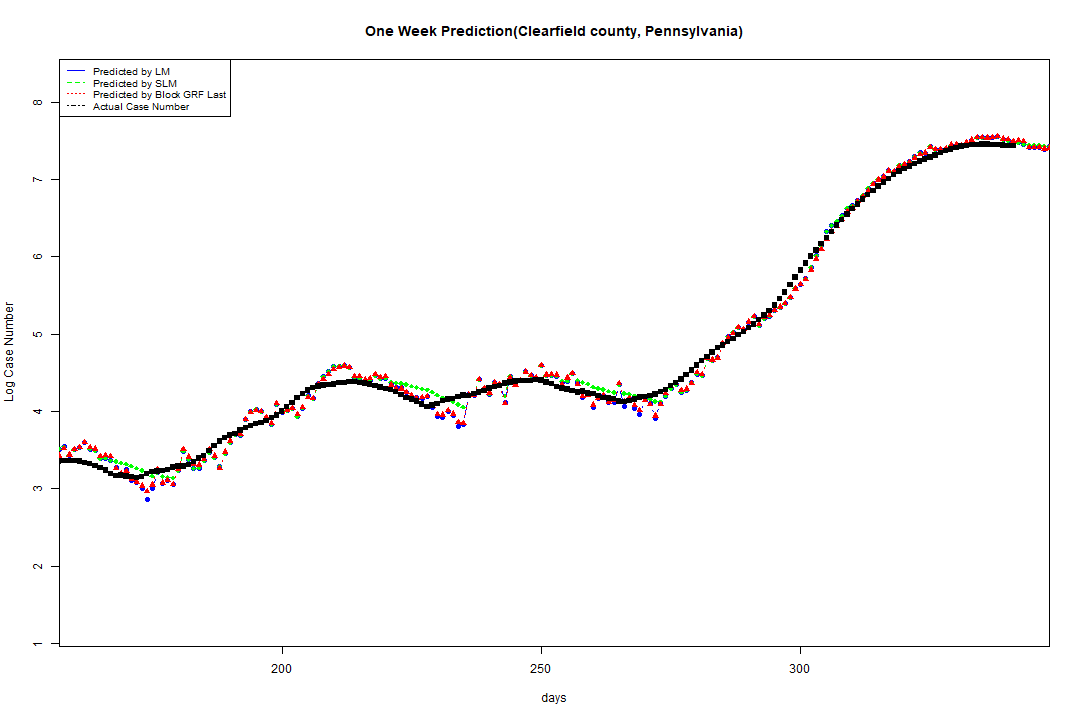 One Week Prediction(Clearfield county, Pennsylvania)
Predicted by LM
Predicted by SLM
Predicted by Block GRF Last
Actual Case Number
8
7
6
5
4
3
2
1
Log Case Number
200
250
300
days